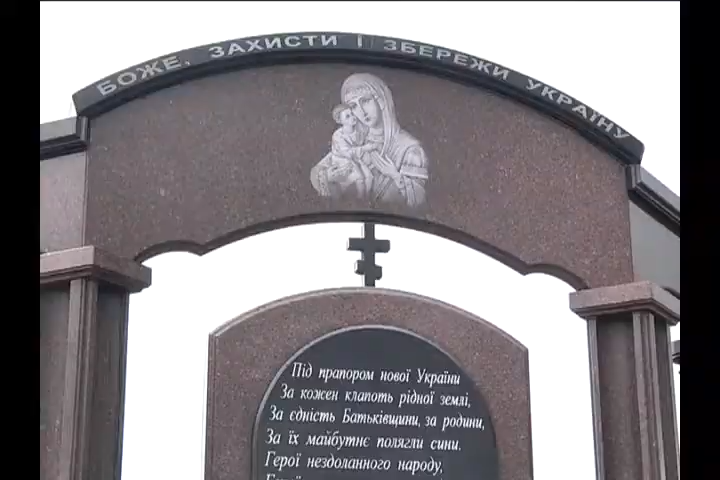 БОЖЕ, ЗАХИСТИ І ЗБЕРЕЖИ УКРАЇНУ
Під прапором нової України
За кожен клапоть рідної землі,
За єдність Батьківщини, за родини,
За їх майбутнє полягли сини.
Герої нездоланного народу,